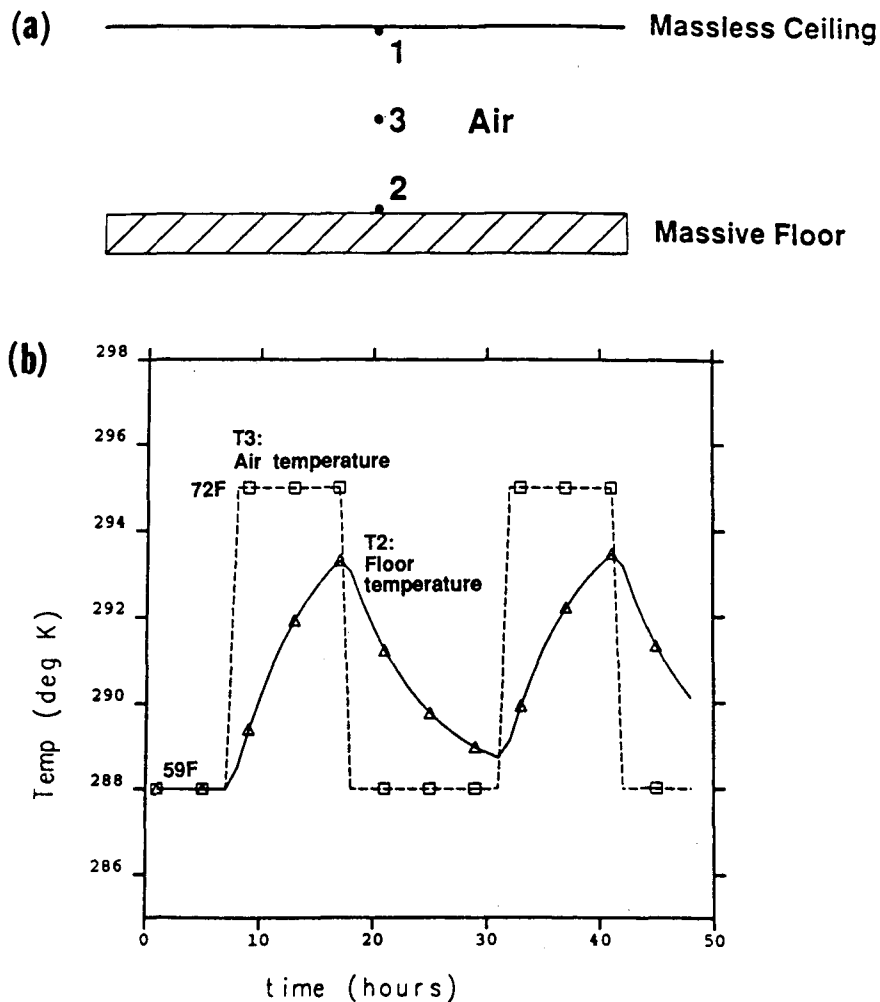 (a)
Massless Ceiling
1
3 Air
2
Massive Floor
(b)
298
296
294
292
290
288
286
Temp (deg K)
T3:
Air temperature
72F
T2:
Floor
temperature
59F
0 10 20 30 40 50
time (hours)